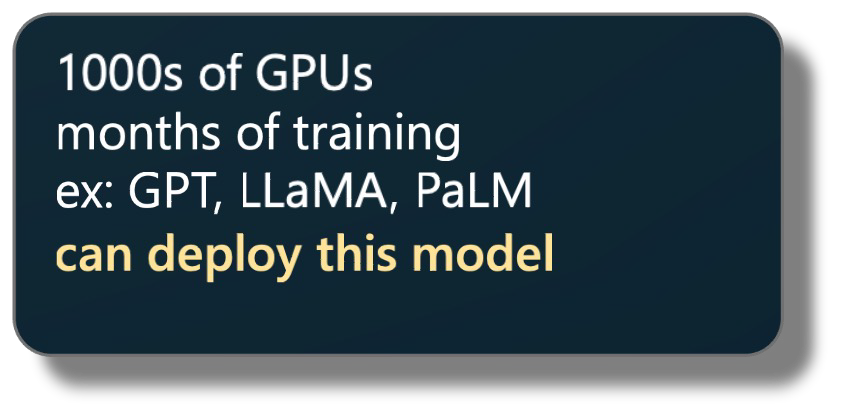 1000s of GPUs
months of training
ex: GPT, LLaMA, PaLM
can deploy this model